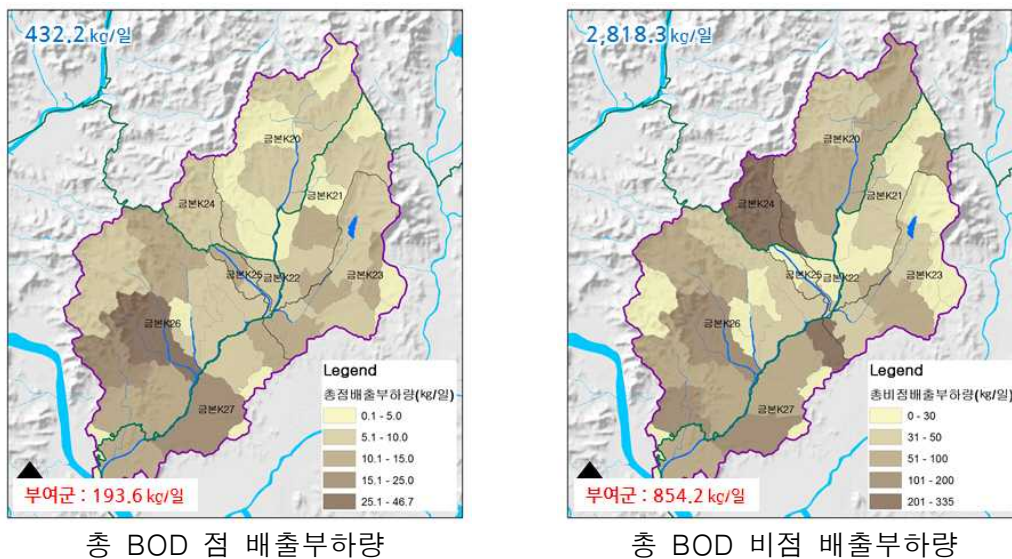 432.2 kg/일
금본K20
금본K21
금본K24
금본K25
금본K22
금본K23
금본K26
금본K27
Legend
총점배출부하량(kg/일)
0.1 - 5.0
5.1 - 10.0
10.1 - 15.0
15.1 - 25.0
25.1 - 46.7
부여군 : 193.6 kg/일
총 BOD 점 배출부하량
2,818.3 kg/일
금본K20
금본K21
금본K24
금본K25
금본K22
금본K23
금본K26
금본K27
Legend
총비점배출부하량(kg/일)
0 - 30
31 - 50
51 - 100
101 - 200
201 - 335
부여군 : 854.2 kg/일
총 BOD 비점 배출부하량